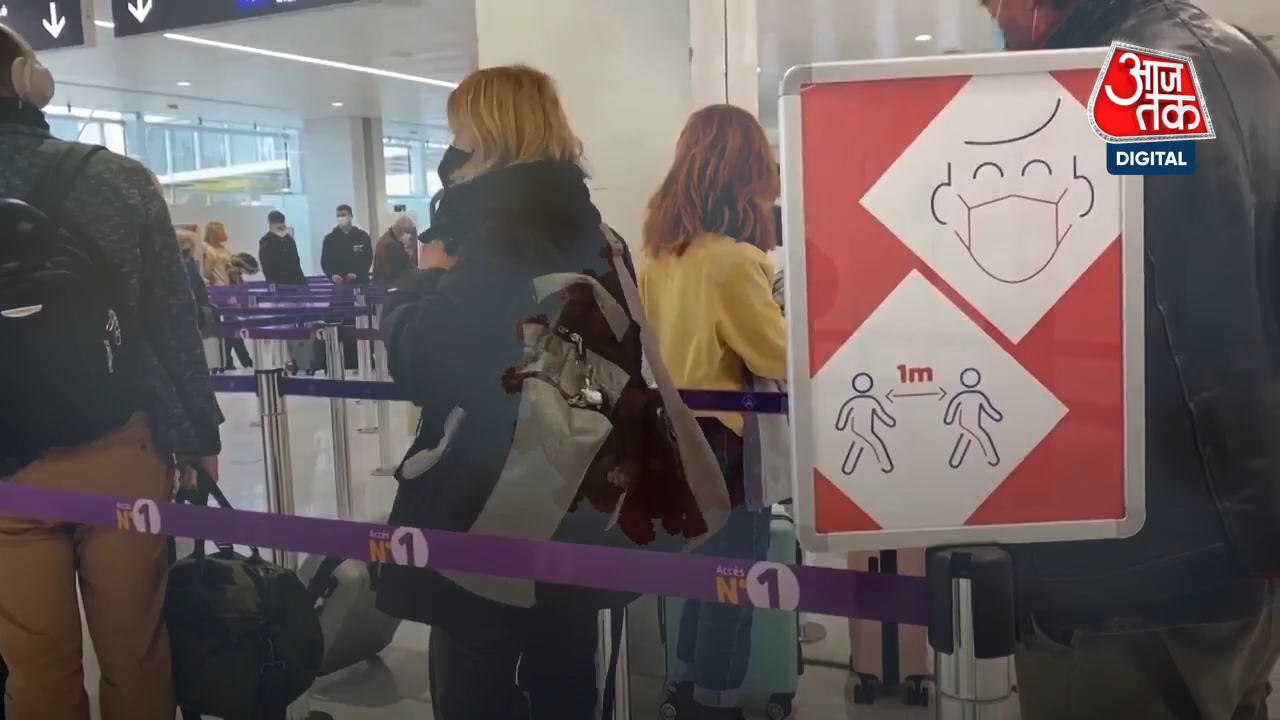 आज
तक
DIGITAL
1m
Accès
N°1
Accès
N°1
Accès
N°1